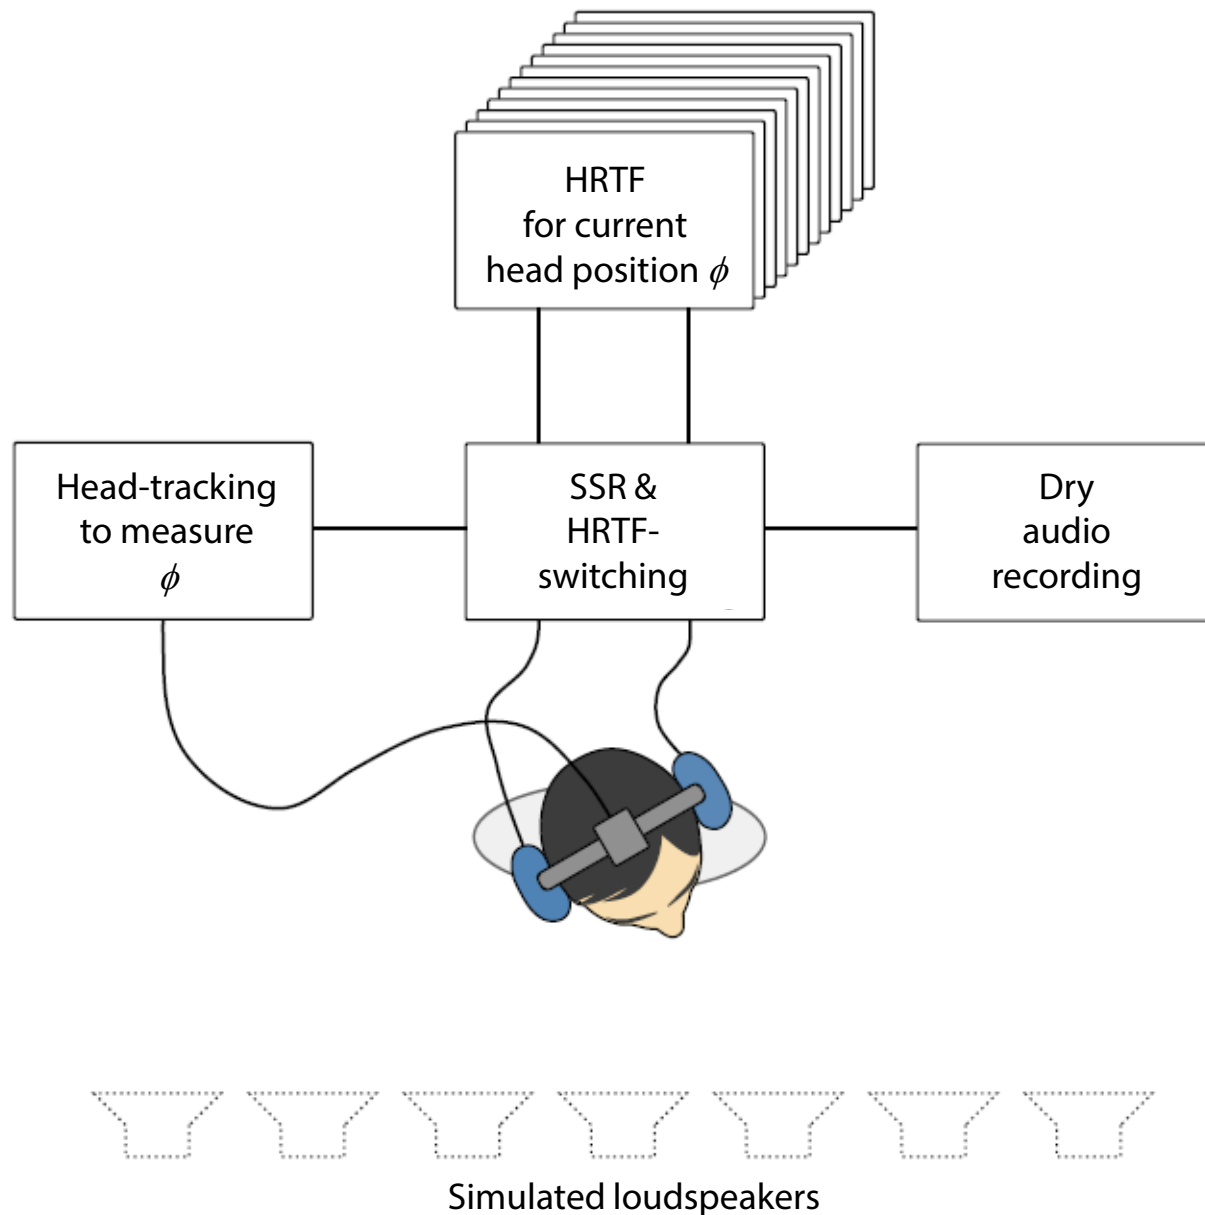 HRTF
for current
head position ϕ
Head-tracking
to measure
ϕ
SSR &
HRTF-
switching
Dry
audio
recording
Simulated loudspeakers